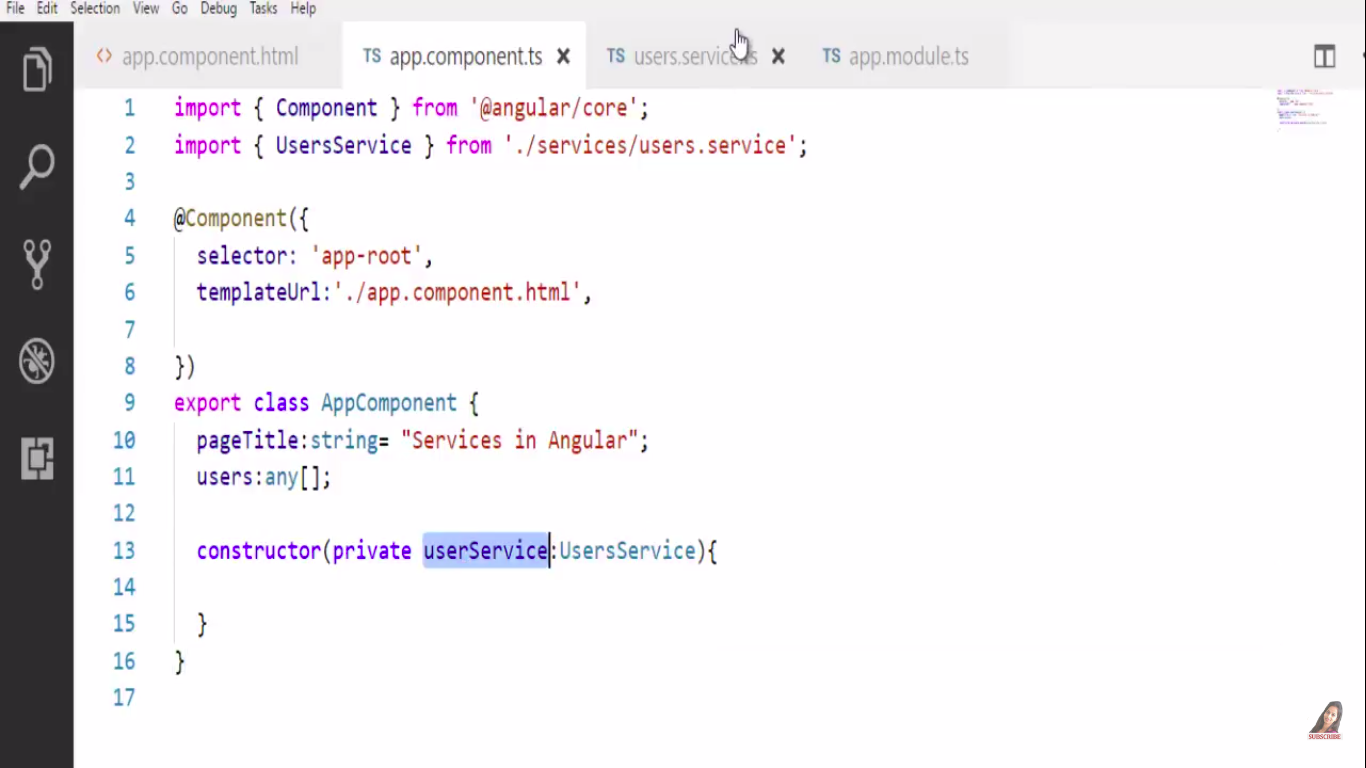 File Edit Selection View Go Debug Tasks Help
<> app.component.html TS app.component.ts TS users.service.ts TS app.module.ts
1 import { Component } from '@angular/core';
2 import { UsersService } from './services/users.service';
3
4 @Component({
5 selector: 'app-root',
6 templateUrl:'./app.component.html',
7
8 })
9 export class AppComponent {
10 pageTitle:string= "Services in Angular";
11 users:any[];
12
13 constructor(private userService:UsersService){
14
15 }
16 }
17
SUBSCRIBE